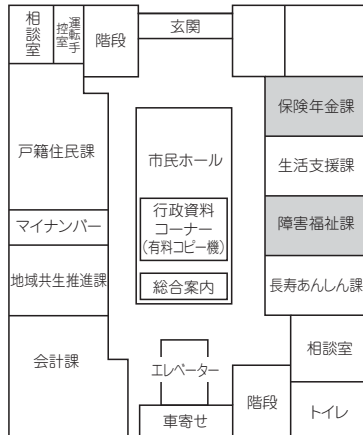 相談室
運転手控室
階段
玄関
保険年金課
戸籍住民課
市民ホール
生活支援課
行政資料
コーナー
(有料コピー機)
マイナンバー
障害福祉課
地域共生推進課
総合案内
長寿あんしん課
会計課
エレベーター
相談室
車寄せ
階段
トイレ